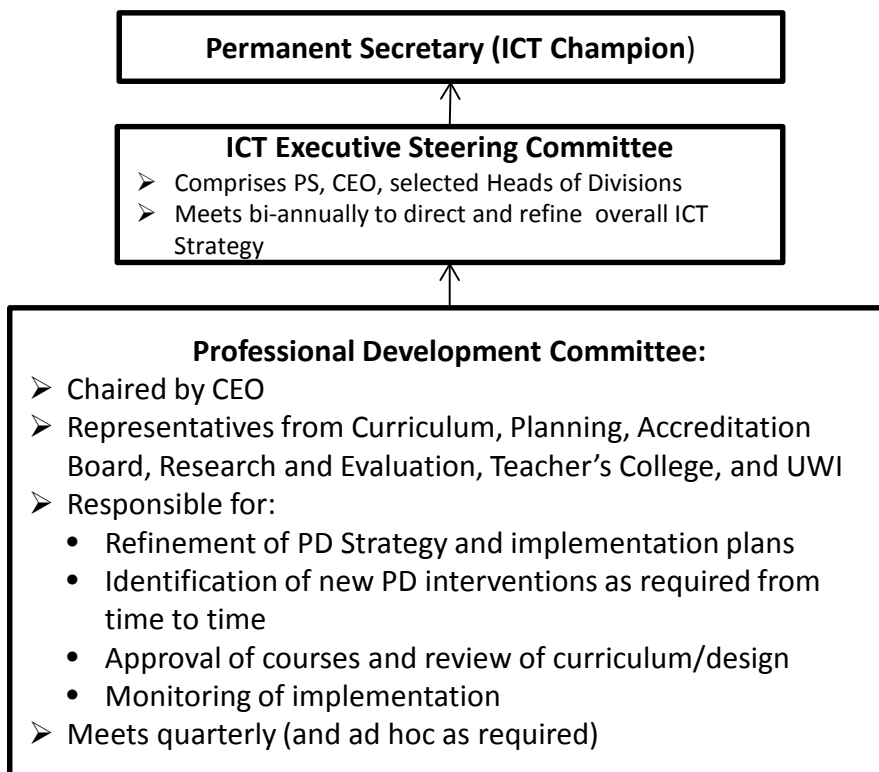 Permanent Secretary (ICT Champion)
ICT Executive Steering Committee
➢ Comprises PS, CEO, selected Heads of Divisions
➢ Meets bi-annually to direct and refine overall ICT
Strategy
Professional Development Committee:
➢ Chaired by CEO
➢ Representatives from Curriculum, Planning, Accreditation
Board, Research and Evaluation, Teacher’s College, and UWI
➢ Responsible for:
• Refinement of PD Strategy and implementation plans
• Identification of new PD interventions as required from
time to time
• Approval of courses and review of curriculum/design
• Monitoring of implementation
➢ Meets quarterly (and ad hoc as required)